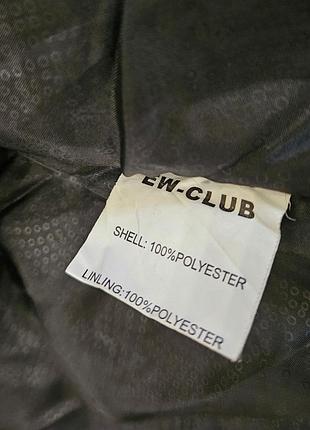 EW-CLUB
SHELL: 100%POLYESTER
LINLING:100%POLYESTER